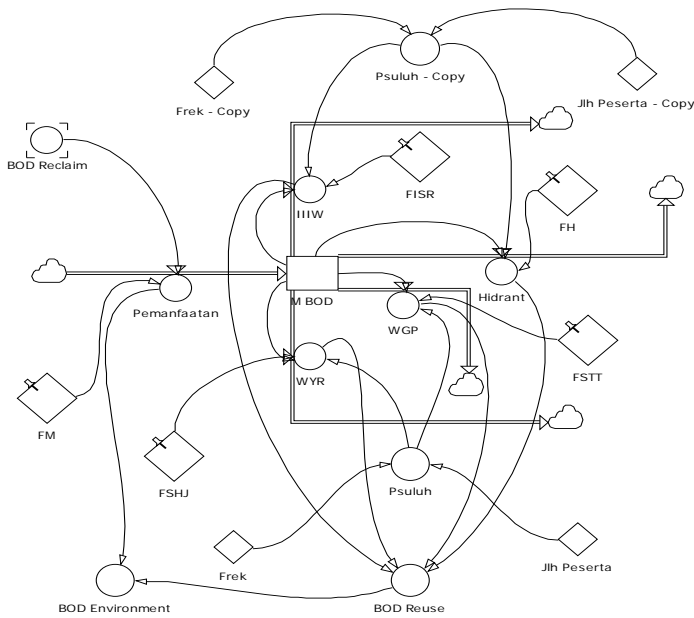 Psuluh - Copy
Frek - Copy
Jlh Peserta - Copy
BOD Reclaim
FISR
IIIW
FH
M BOD
Hidrant
Pemanfaatan
WGP
FSTT
WYR
FM
FSHJ
Psuluh
Frek
Jlh Peserta
BOD Environment
BOD Reuse